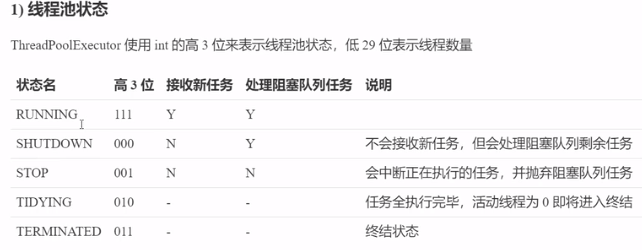 1) 线程池状态
ThreadPoolExecutor 使用 int 的高 3 位来表示线程池状态，低 29 位表示线程数量
状态名 高 3 位 接收新任务 处理阻塞队列任务 说明
RUNNING 111 Y Y
SHUTDOWN 000 N Y 不会接收新任务，但会处理阻塞队列剩余任务
STOP 001 N N 会中断正在执行的任务，并抛弃阻塞队列任务
TIDYING 010 - - 任务全执行完毕，活动线程为 0 即将进入终结
TERMINATED 011 - - 终结状态